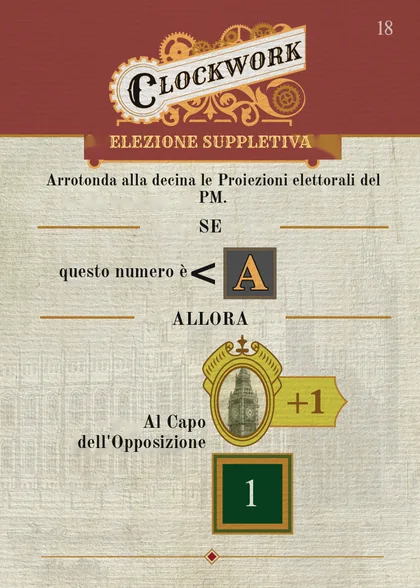 18
CLOCKWORK
ELEZIONE SUPPLETIVA
Arrotonda alla decina le Proiezioni elettorali del
PM.
SE
questo numero è < A
ALLORA
+1
Al Capo
dell'Opposizione
1